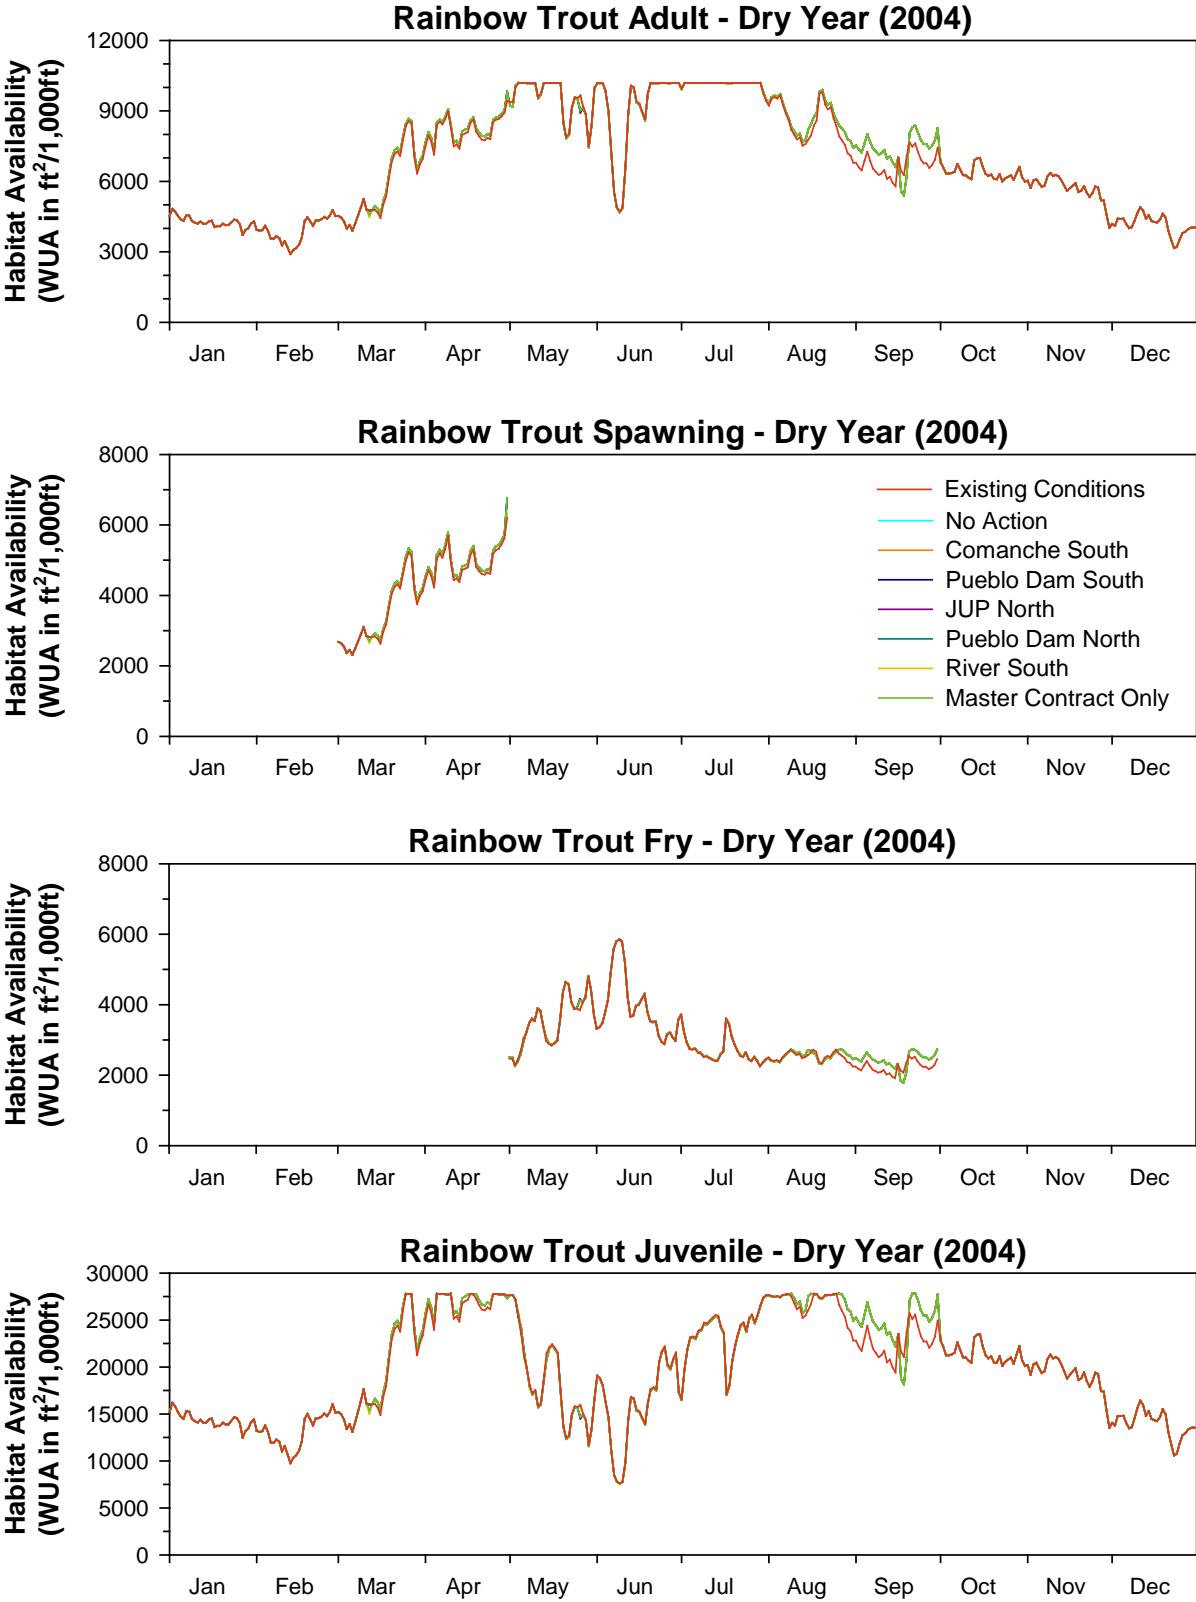 Rainbow Trout Adult - Dry Year (2004)
Habitat Availability
(WUA in ft²/1,000ft)
12000
9000
6000
3000
0
Jan Feb Mar Apr May Jun Jul Aug Sep Oct Nov Dec
Rainbow Trout Spawning - Dry Year (2004)
Habitat Availability
(WUA in ft²/1,000ft)
8000
6000
4000
2000
0
Existing Conditions
No Action
Comanche South
Pueblo Dam South
JUP North
Pueblo Dam North
River South
Master Contract Only
Jan Feb Mar Apr May Jun Jul Aug Sep Oct Nov Dec
Rainbow Trout Fry - Dry Year (2004)
Habitat Availability
(WUA in ft²/1,000ft)
8000
6000
4000
2000
0
Jan Feb Mar Apr May Jun Jul Aug Sep Oct Nov Dec
Rainbow Trout Juvenile - Dry Year (2004)
Habitat Availability
(WUA in ft²/1,000ft)
30000
25000
20000
15000
10000
5000
0
Jan Feb Mar Apr May Jun Jul Aug Sep Oct Nov Dec